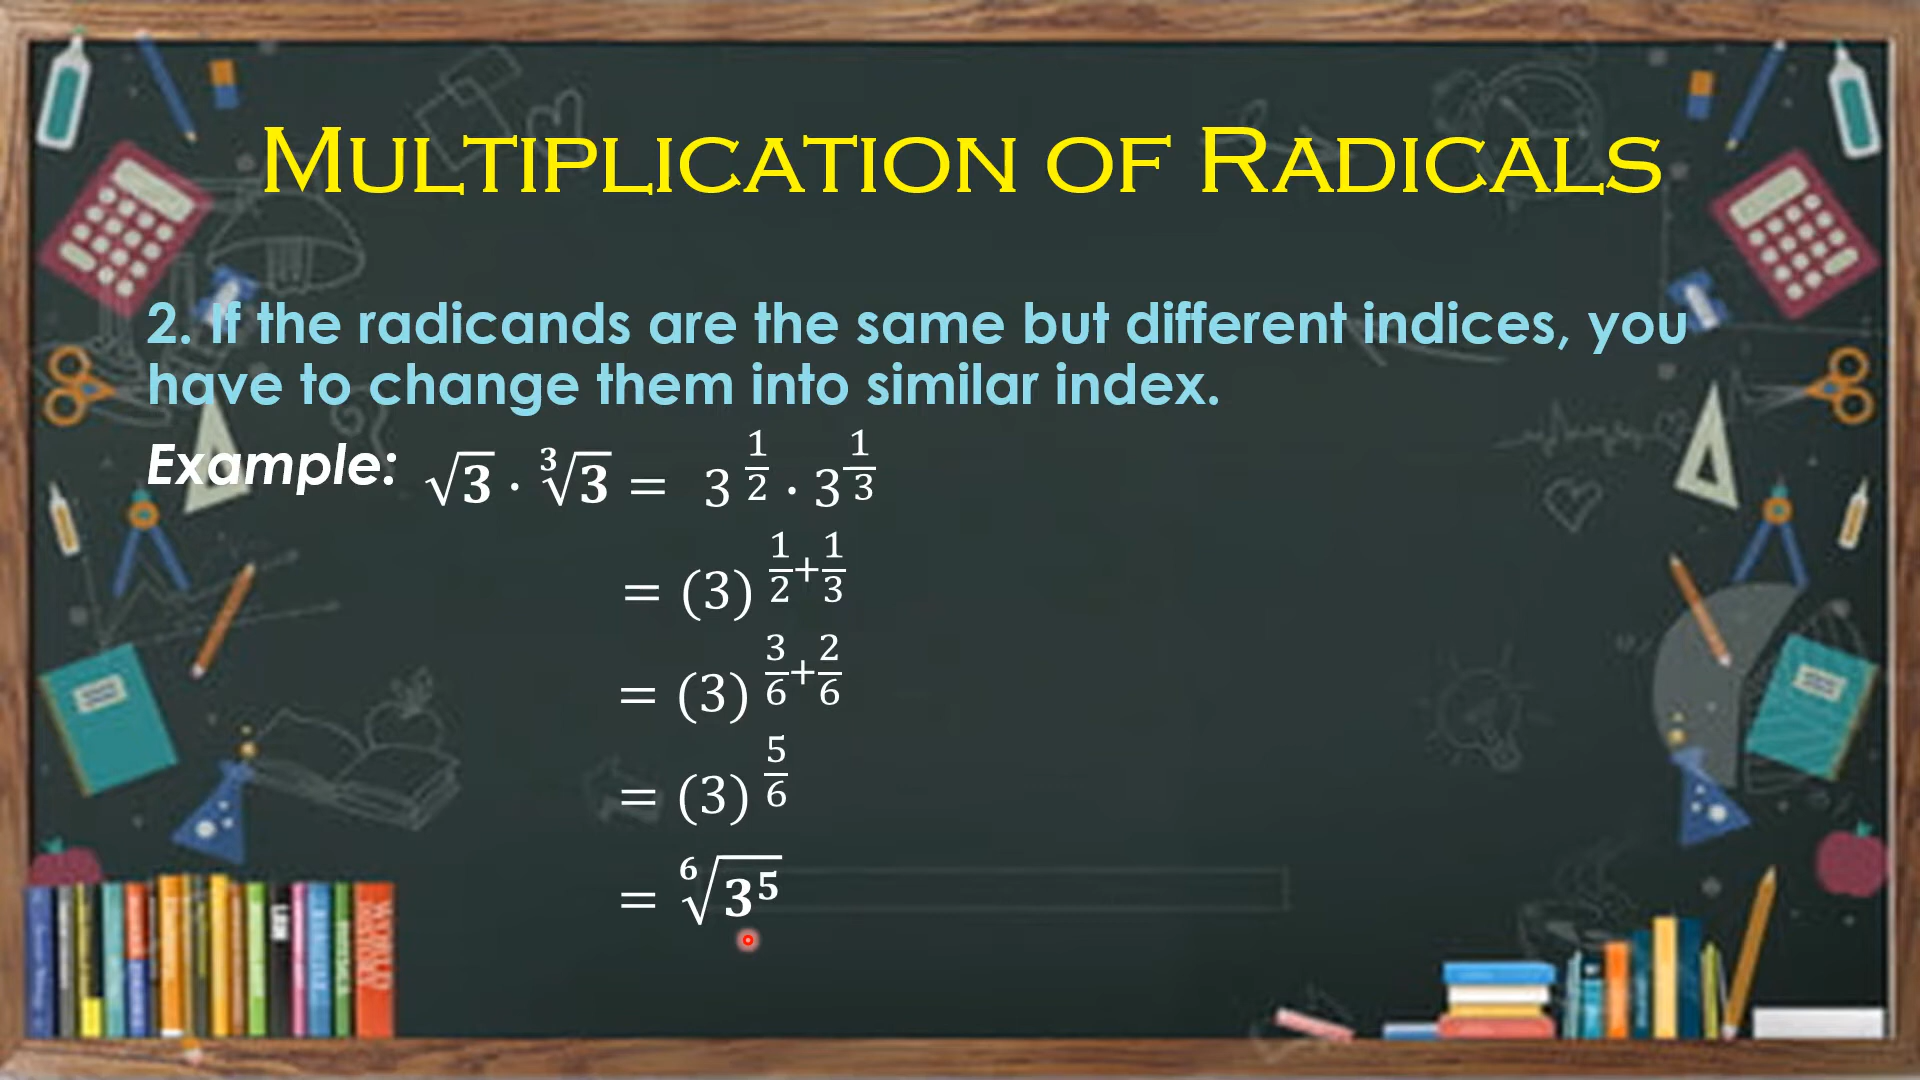 MULTIPLICATION OF RADICALS
2. If the radicands are the same but different indices, you
have to change them into similar index.
Example: √3 · ∛3 = 3^(1/2) · 3^(1/3)
= (3)^(1/2+1/3)
= (3)^(3/6+2/6)
= (3)^(5/6)
= ⁶√(3⁵)